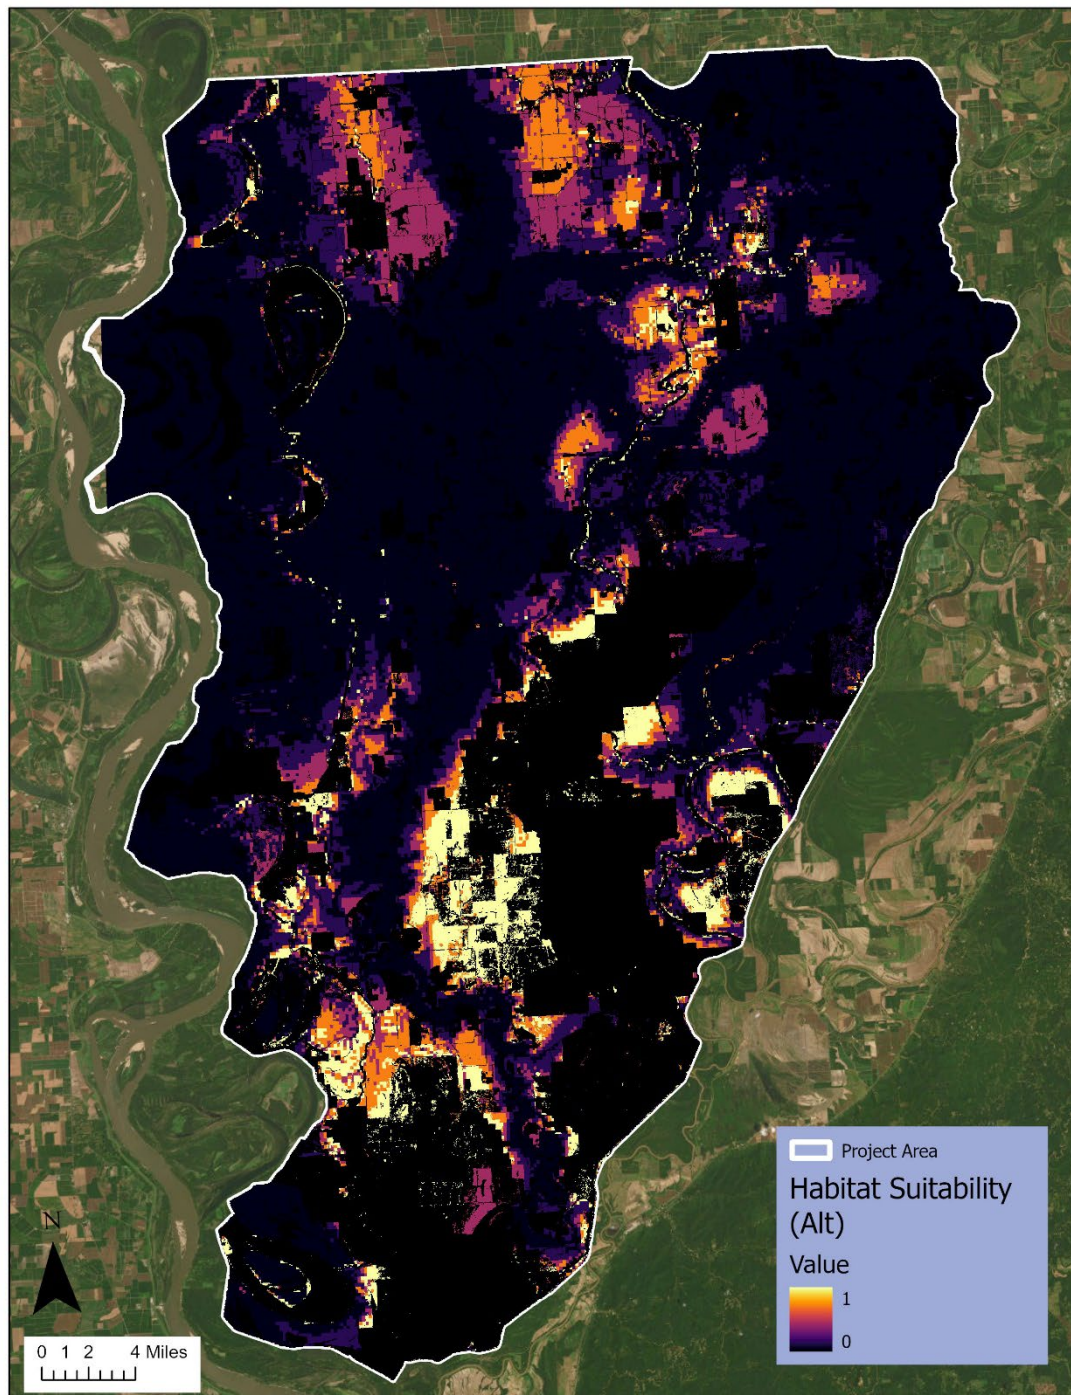 Project Area
Habitat Suitability
(Alt)
Value
1
0
N
0 1 2 4 Miles